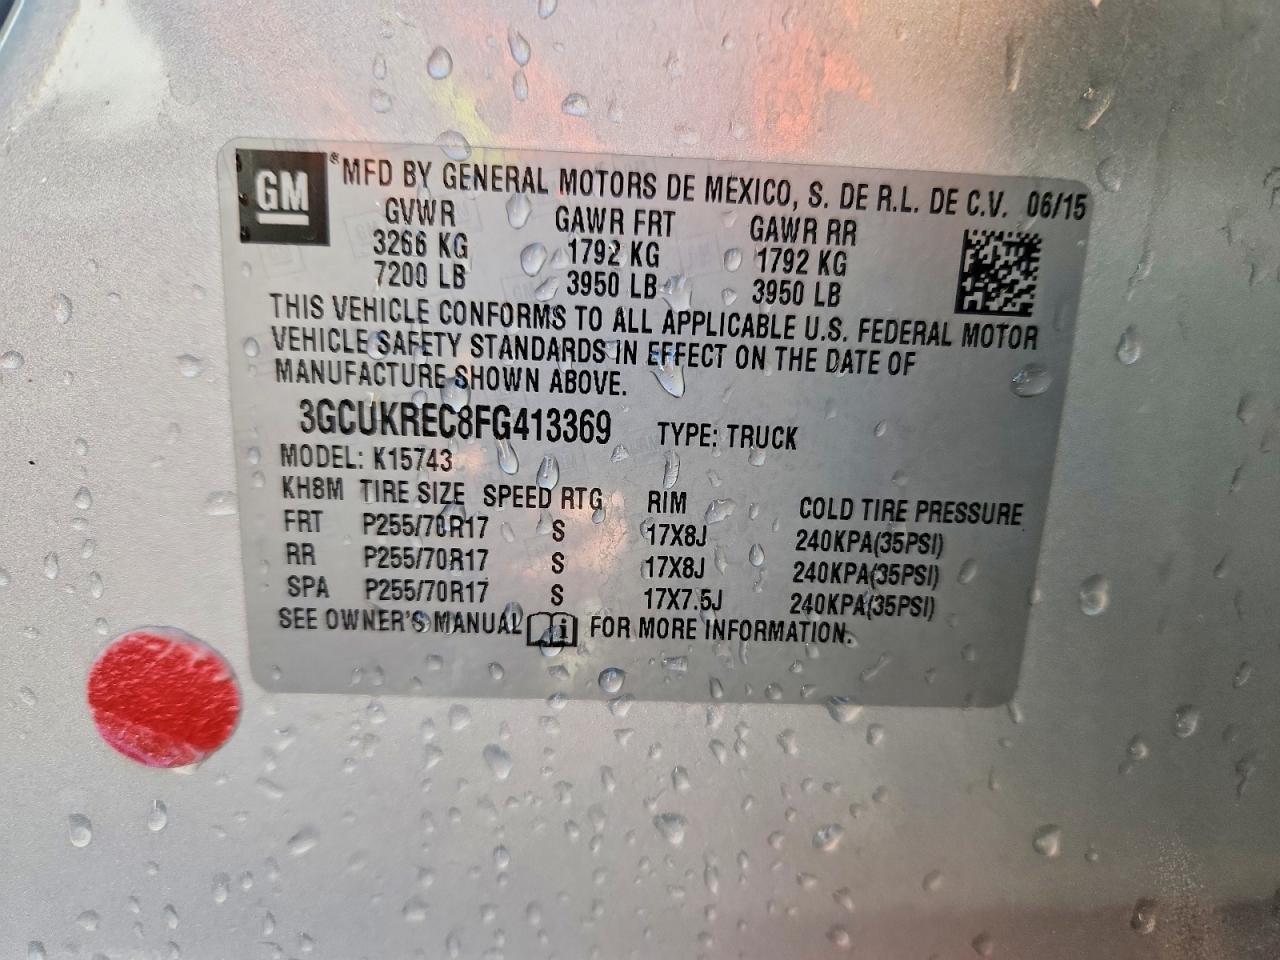 GM
®MFD BY GENERAL MOTORS DE MEXICO, S. DE R.L. DE C.V. 06/15
GVWR GAWR FRT GAWR RR
3266 KG 1792 KG 1792 KG
7200 LB 3950 LB 3950 LB
THIS VEHICLE CONFORMS TO ALL APPLICABLE U.S. FEDERAL MOTOR
VEHICLE SAFETY STANDARDS IN EFFECT ON THE DATE OF
MANUFACTURE SHOWN ABOVE.
3GCUKREC8FG413369 TYPE: TRUCK
MODEL: K15743
KH8M TIRE SIZE SPEED RTG RIM COLD TIRE PRESSURE
FRT P255/70R17 S 17X8J 240KPA(35PSI)
RR P255/70R17 S 17X8J 240KPA(35PSI)
SPA P255/70R17 S 17X7.5J 240KPA(35PSI)
SEE OWNER'S MANUAL i FOR MORE INFORMATION.